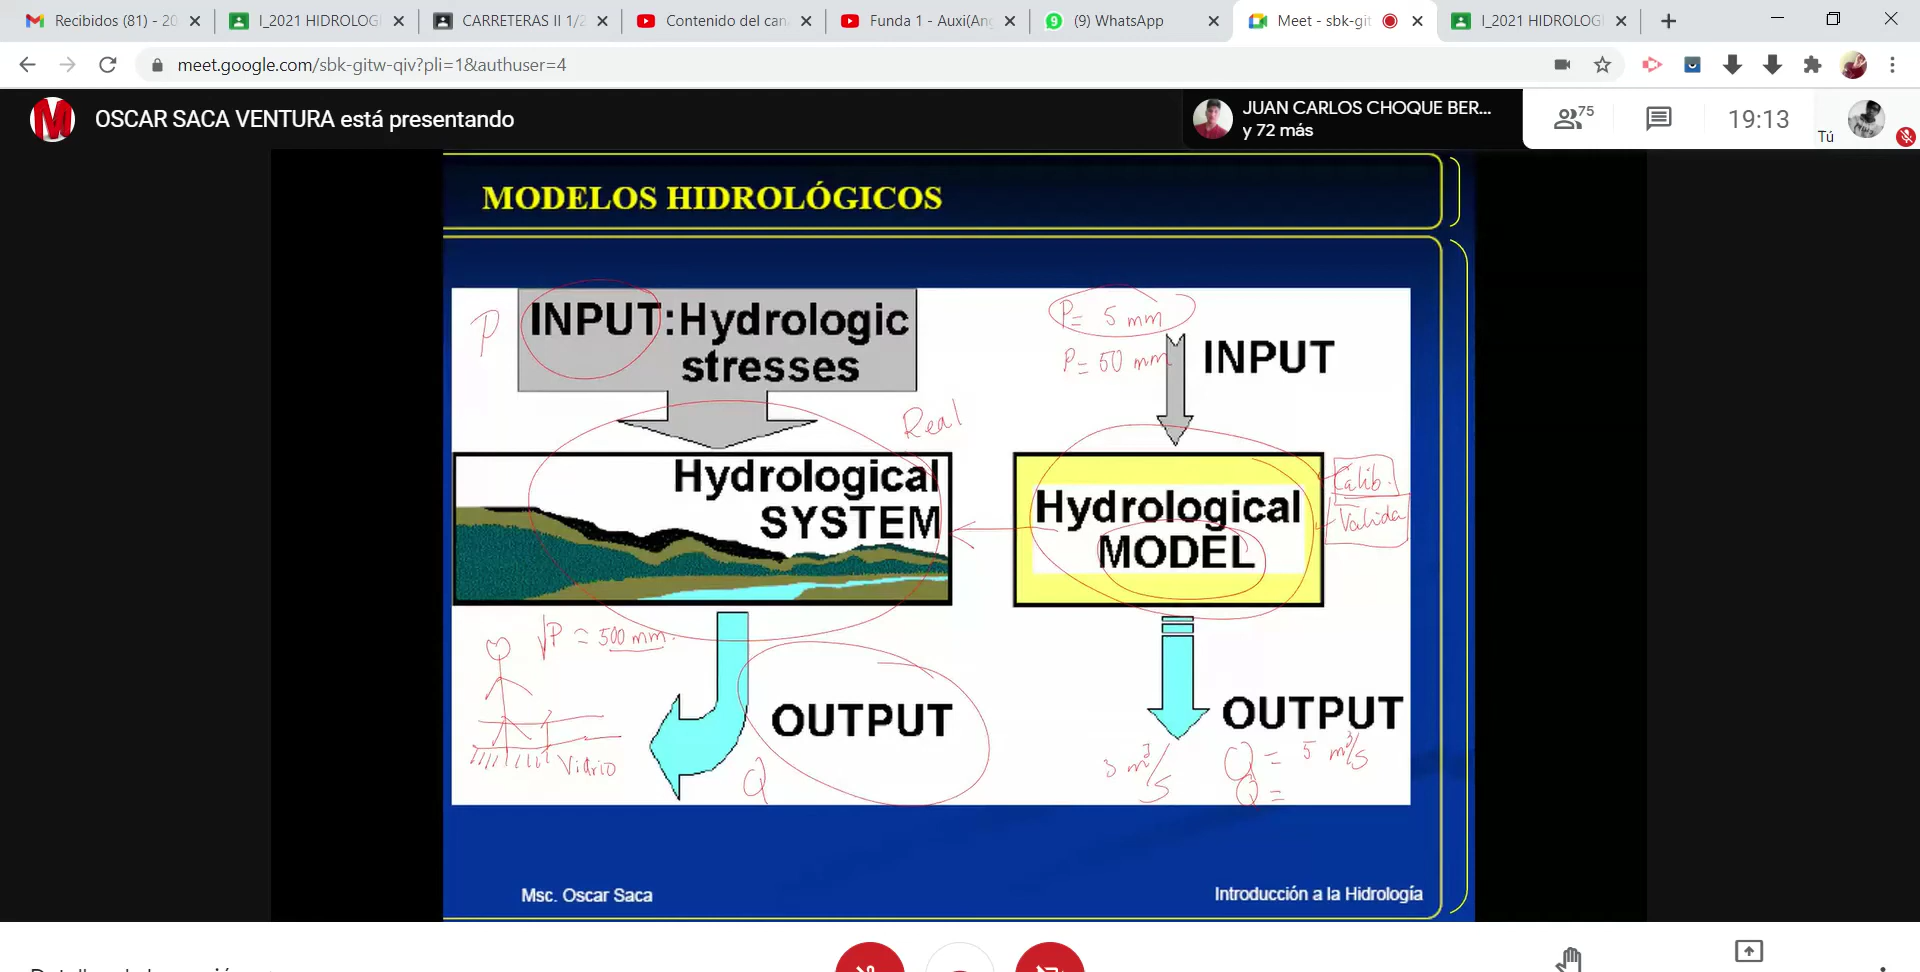 Recibidos (81) - 20
I_2021 HIDROLOGI
CARRETERAS II 1/2
Contenido del can
Funda 1 - Auxi(An
(9) WhatsApp
Meet - sbk-git
I_2021 HIDROLOG
meet.google.com/sbk-gitw-qiv?pli=1&authuser=4
OSCAR SACA VENTURA está presentando
JUAN CARLOS CHOQUE BER...
y 72 más
75
19:13
Tú
MODELOS HIDROLÓGICOS
P
INPUT:Hydrologic
stresses
P= 5 mm
P= 50 mm
INPUT
Real
Hydrological
SYSTEM
Hydrological
MODEL
Calib.
Valida
P = 500 mm.
Vidrio
OUTPUT
Q
OUTPUT
3 m³/s
Q = 5 m³/s
Q =
Msc. Oscar Saca
Introducción a la Hidrología